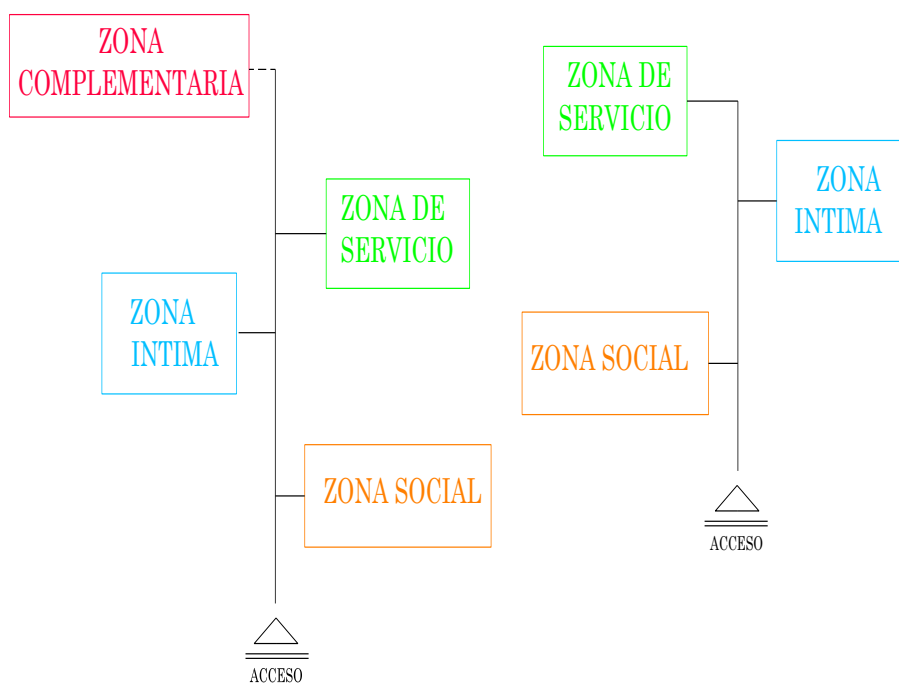 ZONA
COMPLEMENTARIA
ZONA DE
SERVICIO
ZONA
INTIMA
ZONA SOCIAL
ACCESO
ZONA DE
SERVICIO
ZONA
INTIMA
ZONA SOCIAL
ACCESO